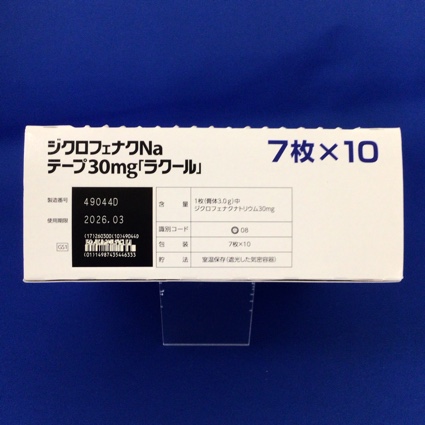 ジクロフェナクNa
テープ30mg「ラクール」
7枚×10
製造番号 49044D
使用期限 2026.03
(17)260300(10)49044D
(01)14987435446333
GS1
含量 1枚(膏体3.0g)中
ジクロフェナクナトリウム30mg
識別コード 08
包装 7枚×10
貯法 室温保存(遮光した気密容器)